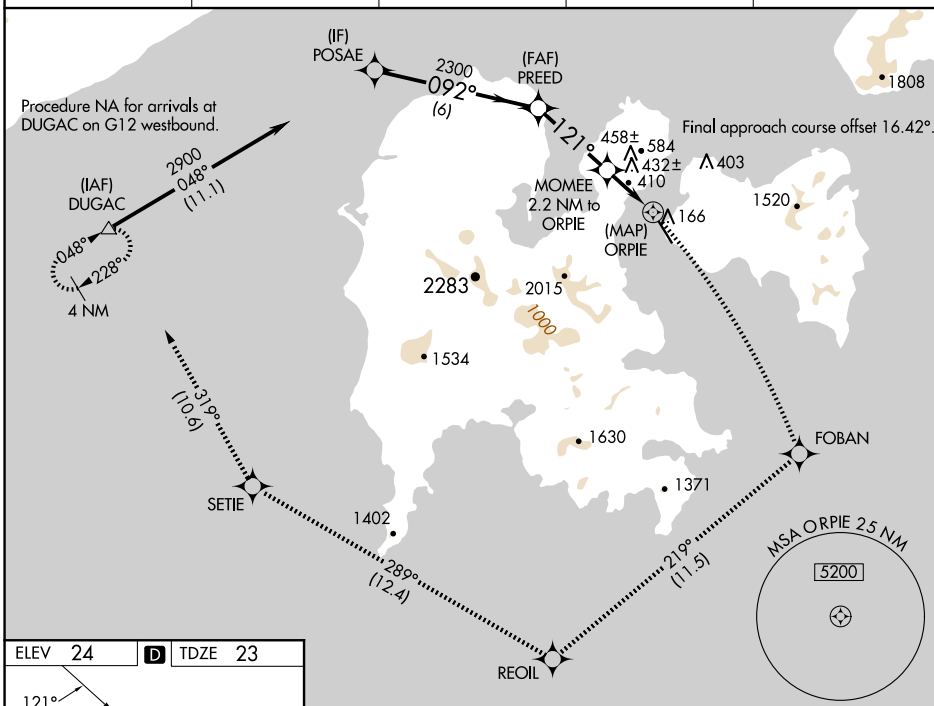 (IF)
POSAE
2300
092°
(6)
(FAF)
PREED
1808
Procedure NA for arrivals at
DUGAC on G12 westbound.
121°
458±
584
432±
410
Final approach course offset 16.42°.
403
2900
048°
(11.1)
(IAF)
DUGAC
MOMEE
2.2 NM to
ORPIE
1520
(MAP)
ORPIE
166
048°
228°
4 NM
2283
2015
1000
1534
319°
(10.6)
1630
FOBAN
1371
SETIE
1402
289°
(12.4)
219°
(11.5)
MSA ORPIE 25 NM
5200
REOIL
ELEV 24
D
TDZE 23
121°